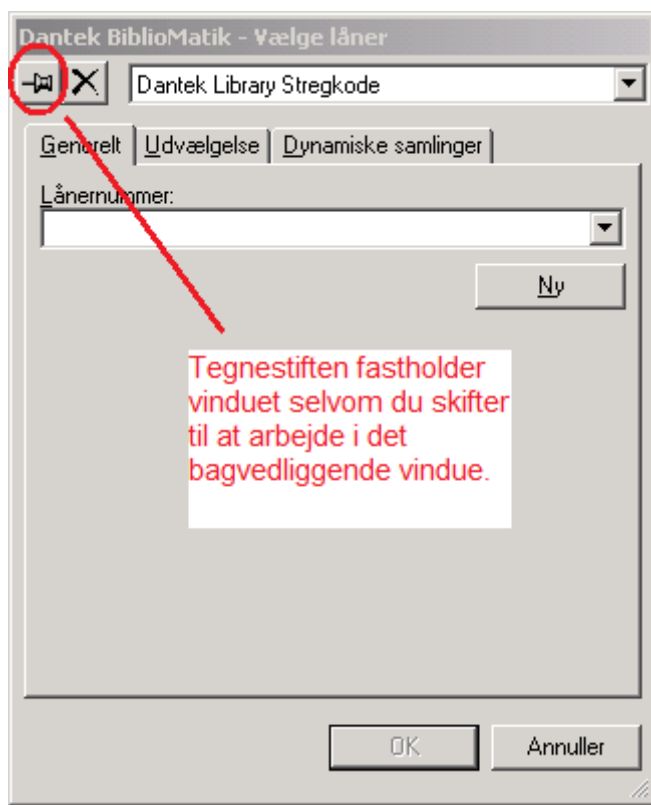 Dantek BiblioMatik - Vælge låner
Dantek Library Stregkode
Generelt Udvælgelse Dynamiske samlinger
Lånernummer:
Ny
Tegnestiften fastholder
vinduet selvom du skifter
til at arbejde i det
bagvedliggende vindue.
OK Annuller